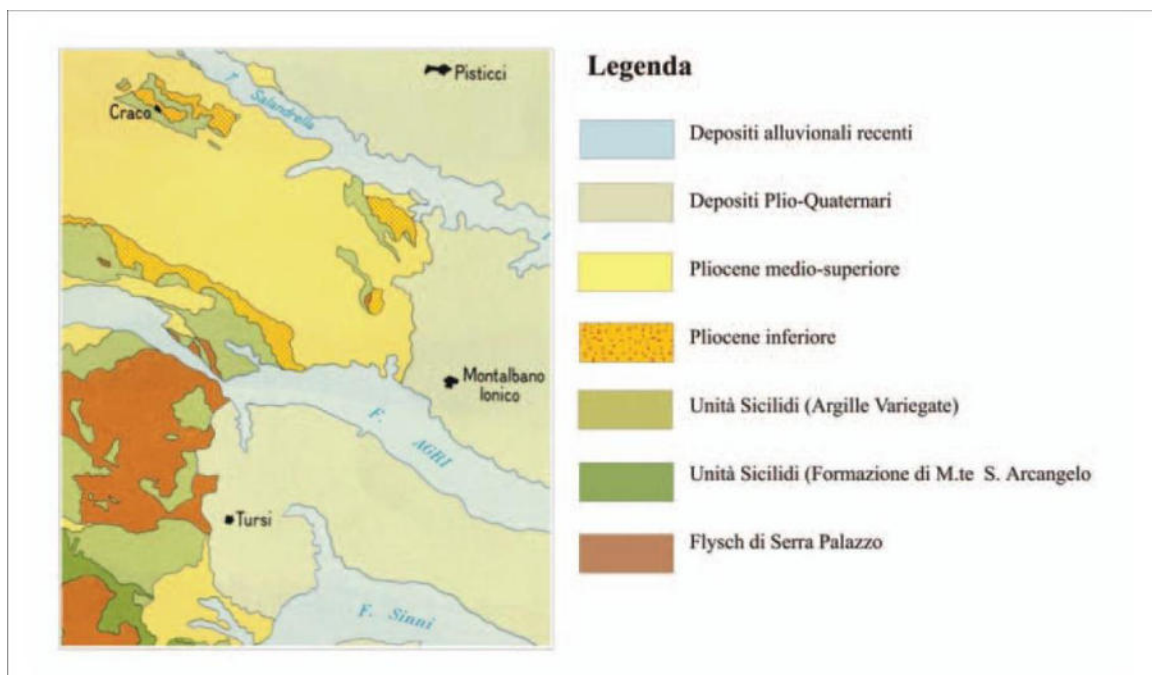 Pisticci
Craco
T. Salandrella
Montalbano
Ionico
F. AGRI
Tursi
F. Sinni
Legenda
Depositi alluvionali recenti
Depositi Plio-Quaternari
Pliocene medio-superiore
Pliocene inferiore
Unità Sicilidi (Argille Variegate)
Unità Sicilidi (Formazione di M.te S. Arcangelo
Flysch di Serra Palazzo